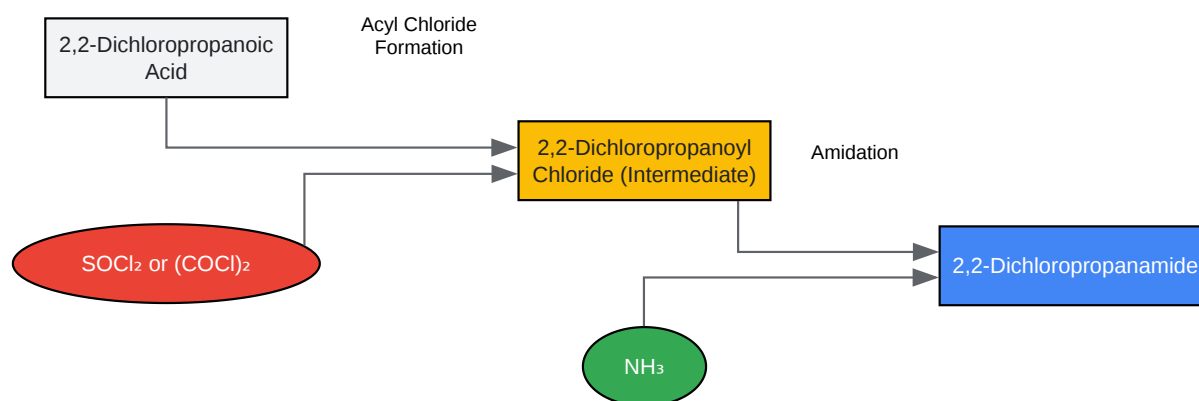 2,2-Dichloropropanoic
Acid
Acyl Chloride
Formation
2,2-Dichloropropanoyl
Chloride (Intermediate)
Amidation
SOCl₂ or (COCl)₂
2,2-Dichloropropanamide
NH₃